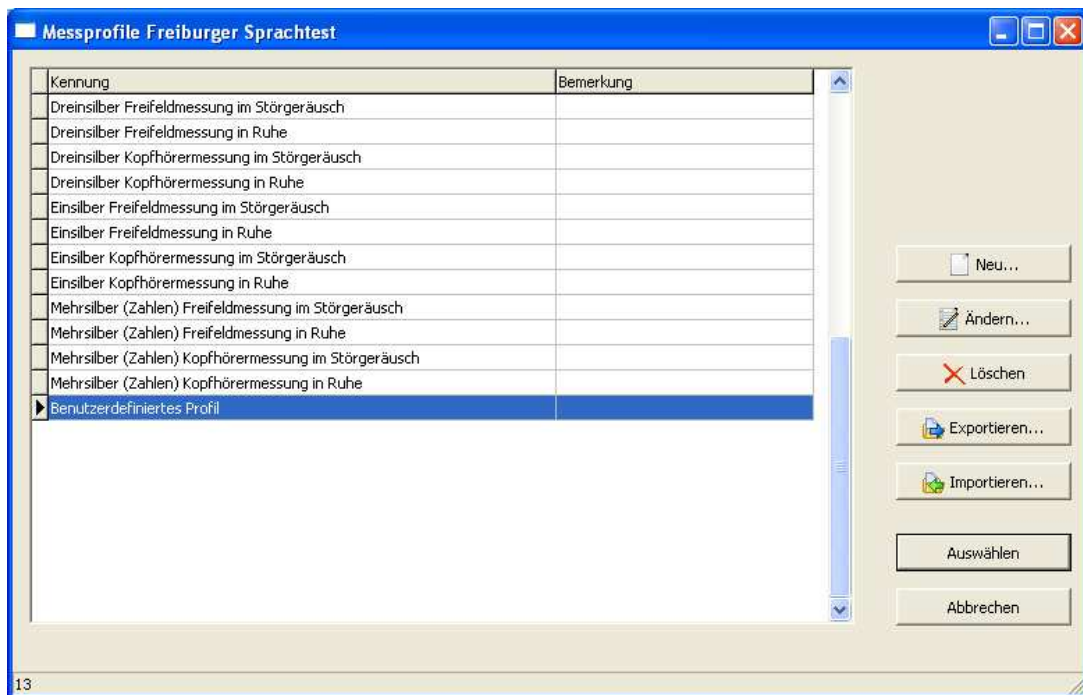 Messprofile Freiburger Sprachtest
Kennung Bemerkung
Dreinsilber Freifeldmessung im Störgeräusch
Dreinsilber Freifeldmessung in Ruhe
Dreinsilber Kopfhörermessung im Störgeräusch
Dreinsilber Kopfhörermessung in Ruhe
Einsilber Freifeldmessung im Störgeräusch
Einsilber Freifeldmessung in Ruhe
Einsilber Kopfhörermessung im Störgeräusch
Einsilber Kopfhörermessung in Ruhe
Mehrsilber (Zahlen) Freifeldmessung im Störgeräusch
Mehrsilber (Zahlen) Freifeldmessung in Ruhe
Mehrsilber (Zahlen) Kopfhörermessung im Störgeräusch
Mehrsilber (Zahlen) Kopfhörermessung in Ruhe
Benutzerdefiniertes Profil
Neu...
Ändern...
Löschen
Exportieren...
Importieren...
Auswählen
Abbrechen
13